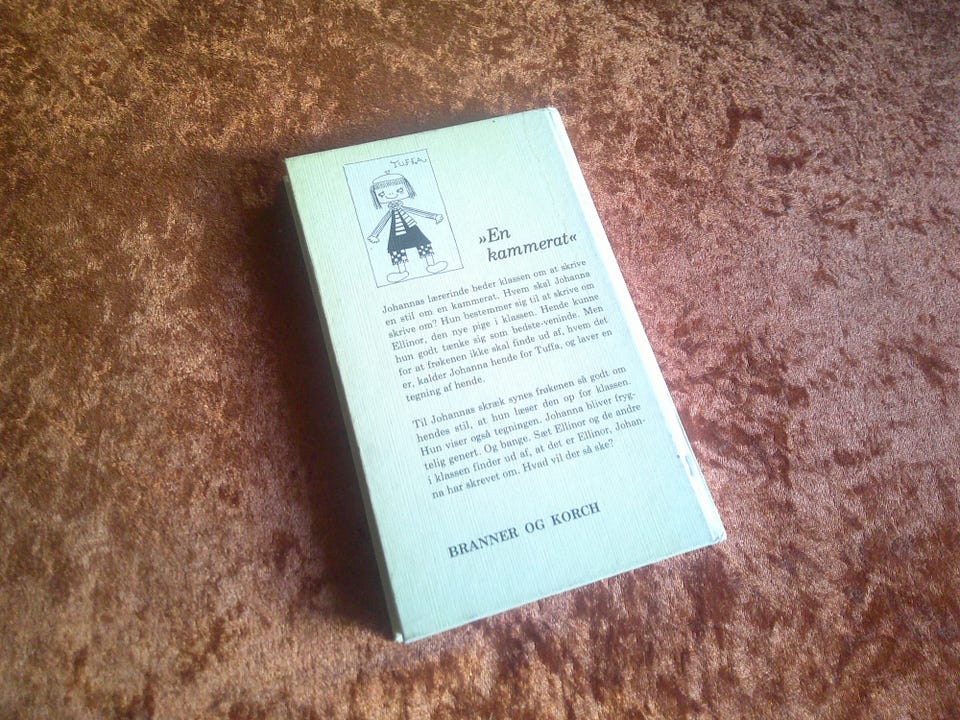 TUFFA
»En
kammerat«
Johannas lærerinde beder klassen om at skrive
en stil om en kammerat. Hvem skal Johanna
skrive om? Hun bestemmer sig til at skrive om
Ellinor, den nye pige i klassen. Hende kunne
hun godt tænke sig som bedste-veninde. Men
for at frøkenen ikke skal finde ud af, hvem det
er, kalder Johanna hende for Tuffa, og laver en
tegning af hende.
Til Johannas skræk synes frøkenen så godt om
hendes stil, at hun læser den op for klassen.
Hun viser også tegningen. Johanna bliver fryg-
telig genert. Og bange. Sæt Ellinor og de andre
i klassen finder ud af, at det er Ellinor, Johan-
na har skrevet om. Hvad vil der så ske?
BRANNER OG KORCH